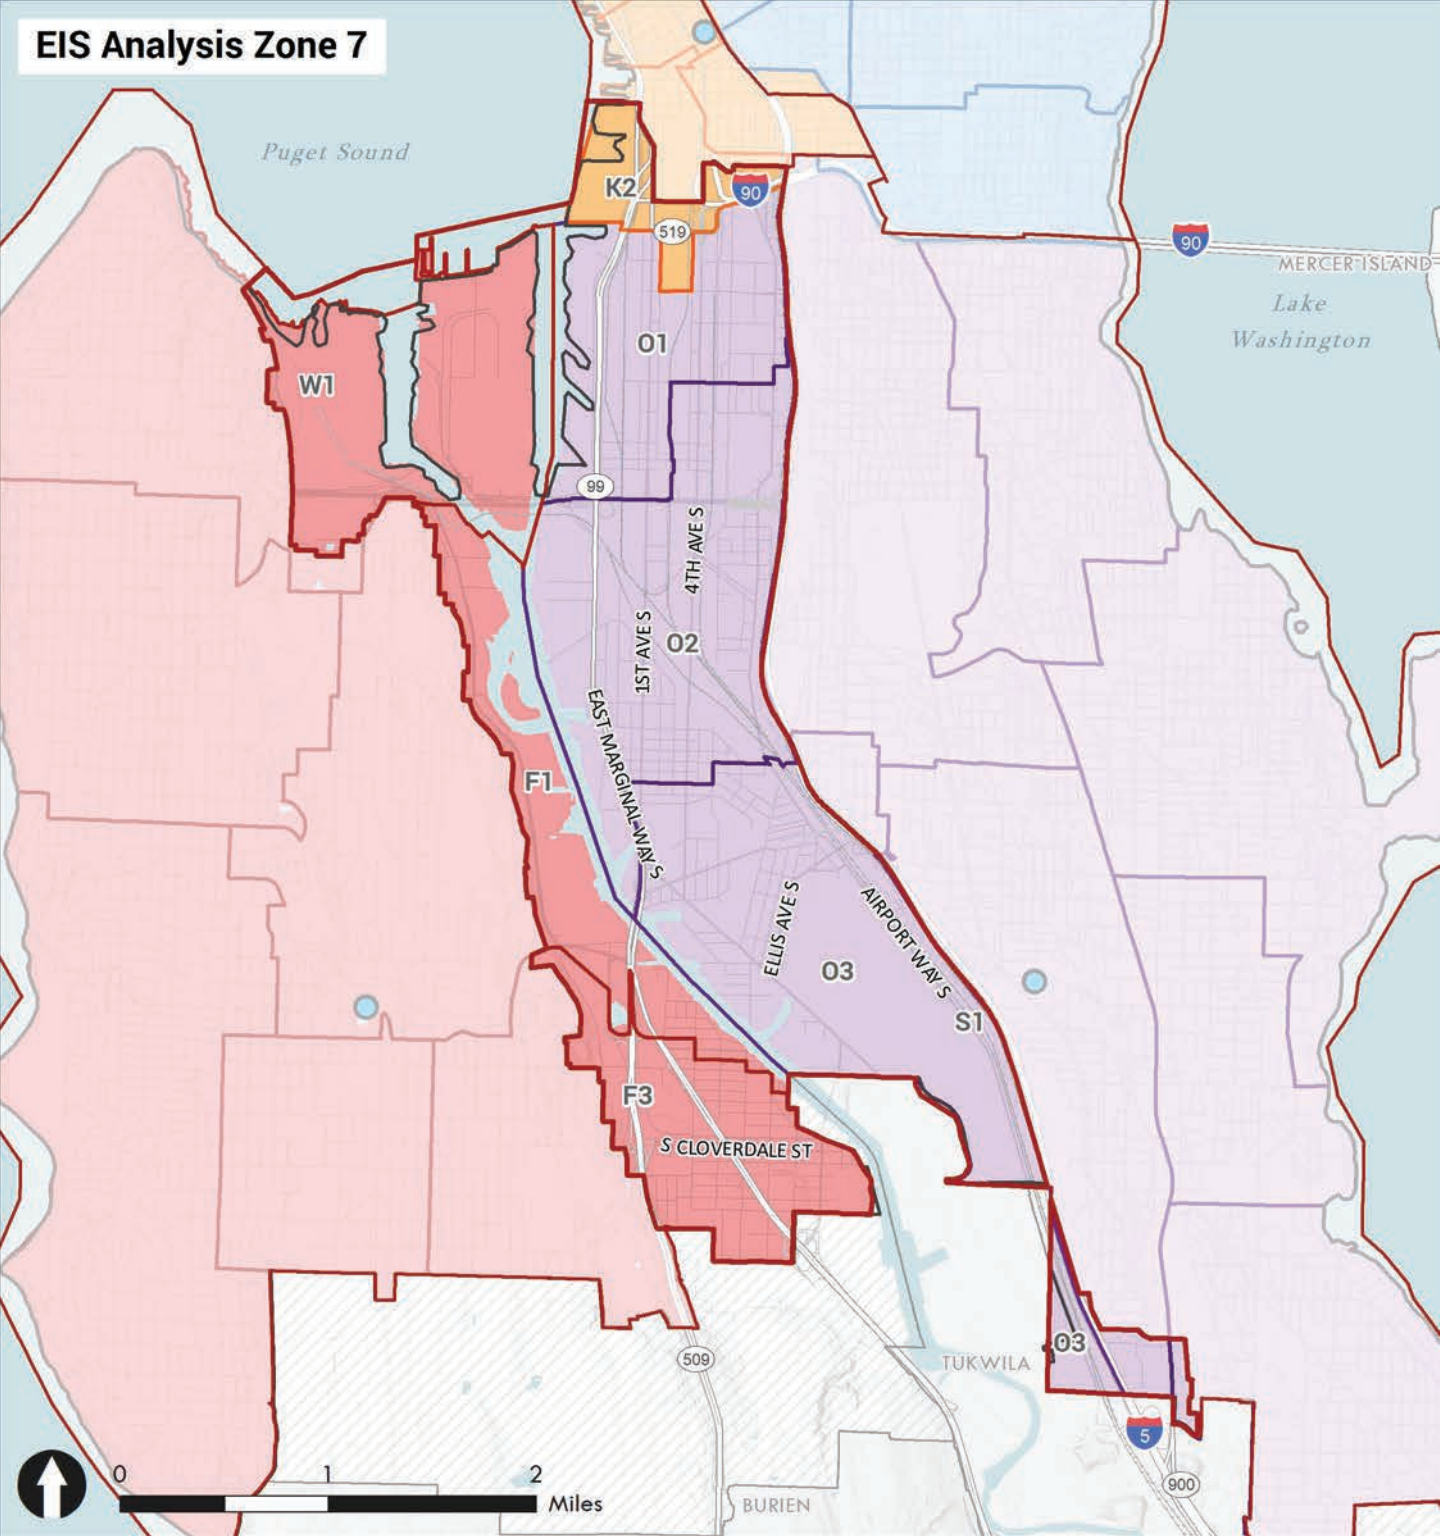 EIS Analysis Zone 7
Puget Sound
K2
90
519
90
MERCER ISLAND
Lake
Washington
O1
W1
99
4TH AVE S
1ST AVE S
O2
EAST MARGINAL WAY S
F1
ELLIS AVE S
AIRPORT WAY S
O3
S1
F3
S CLOVERDALE ST
O3
509
TUKWILA
5
900
0 1 2
Miles
BURIEN